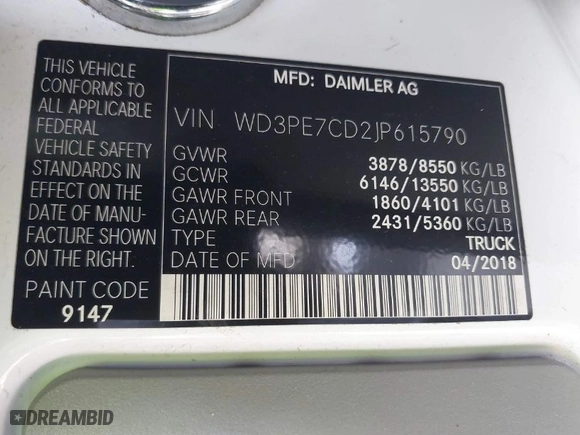 THIS VEHICLE
CONFORMS TO
ALL APPLICABLE
FEDERAL
VEHICLE SAFETY
STANDARDS IN
EFFECT ON THE
DATE OF MANU-
FACTURE SHOWN
ON THE RIGHT.
PAINT CODE
9147
MFD: DAIMLER AG
VIN WD3PE7CD2JP615790
GVWR 3878/8550 KG/LB
GCWR 6146/13550 KG/LB
GAWR FRONT 1860/4101 KG/LB
GAWR REAR 2431/5360 KG/LB
TYPE TRUCK
DATE OF MFD 04/2018
DREAMBID